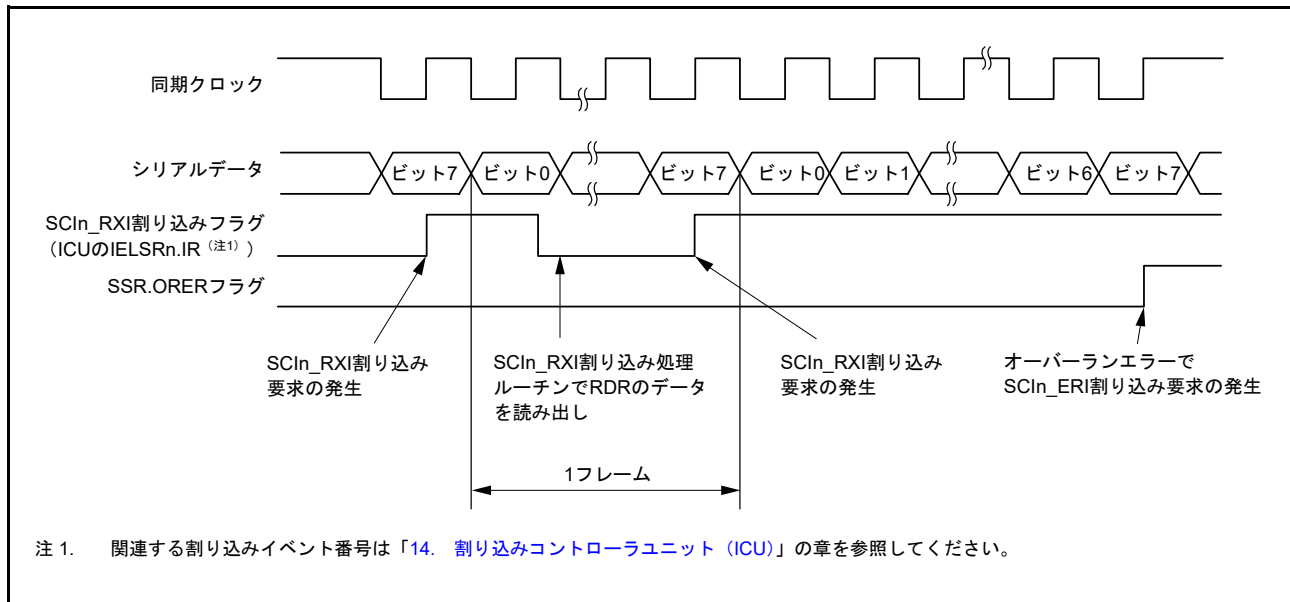 同期クロック
シリアルデータ
ビット7
ビット0
ビット7
ビット0
ビット1
ビット6
ビット7
SCIn_RXI割り込みフラグ
（ICUのIELSRn.IR（注1））
SSR.ORERフラグ
SCIn_RXI割り込み
要求の発生
SCIn_RXI割り込み処理
ルーチンでRDRのデータ
を読み出し
SCIn_RXI割り込み
要求の発生
オーバーランエラーで
SCIn_ERI割り込み要求の発生
1フレーム
注 1. 関連する割り込みイベント番号は「14. 割り込みコントローラユニット（ICU）」の章を参照してください。